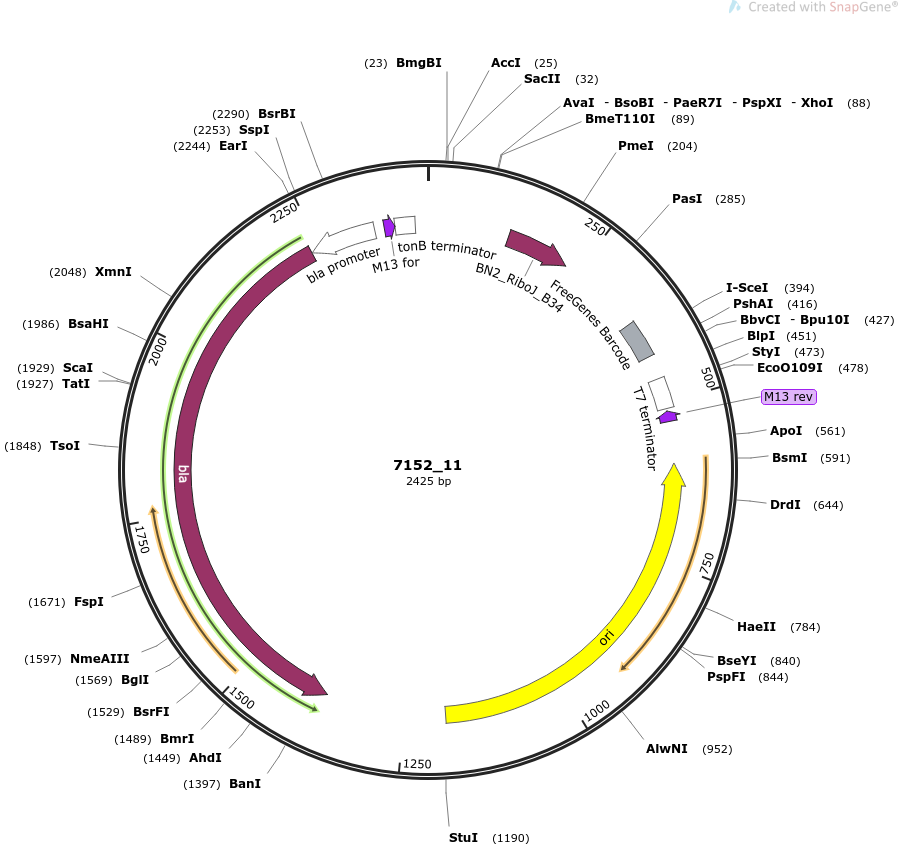 Created with SnapGene®
(23) BmgBI
AccI (25)
SacII (32)
AvaI - BsoBI - PaeR7I - PspXI - XhoI (88)
BmeT110I (89)
PmeI (204)
PasI (285)
I-SceI (394)
PshAI (416)
BbvCI - Bpu10I (427)
BlpI (451)
StyI (473)
EcoO109I (478)
M13 rev
ApoI (561)
BsmI (591)
DrdI (644)
HaeII (784)
BseYI (840)
PspFI (844)
AlwNI (952)
StuI (1190)
(1397) BanI
(1449) AhdI
(1489) BmrI
(1529) BsrFI
(1569) BglI
(1597) NmeAIII
(1671) FspI
(1848) TsoI
(1927) TatI
(1929) ScaI
(1986) BsaHI
(2048) XmnI
(2244) EarI
(2253) SspI
(2290) BsrBI
250
500
750
1000
1250
1500
1750
2000
2250
bla promoter
M13 for
tonB terminator
BN2_RiboJ_B34
FreeGenes Barcode
T7 terminator
ori
bla
7152_11
2425 bp